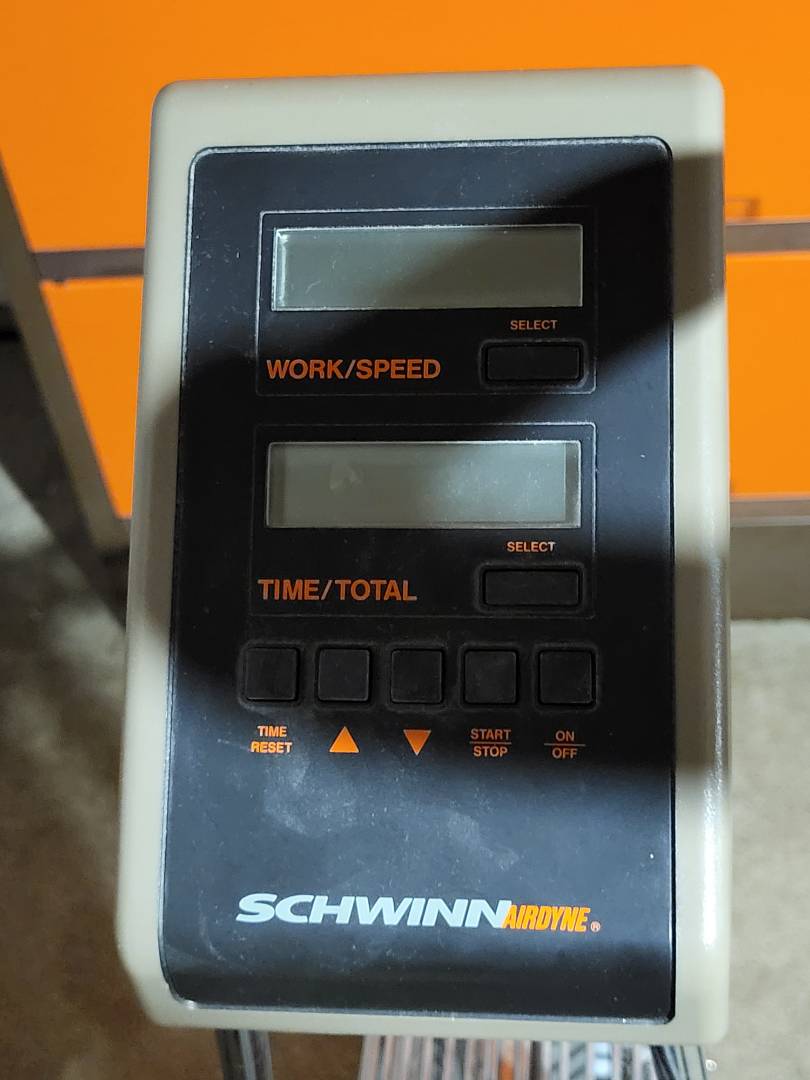 SELECT
WORK/SPEED
SELECT
TIME/TOTAL
TIME RESET
START STOP
ON OFF
SCHWINN AIRDYNE®